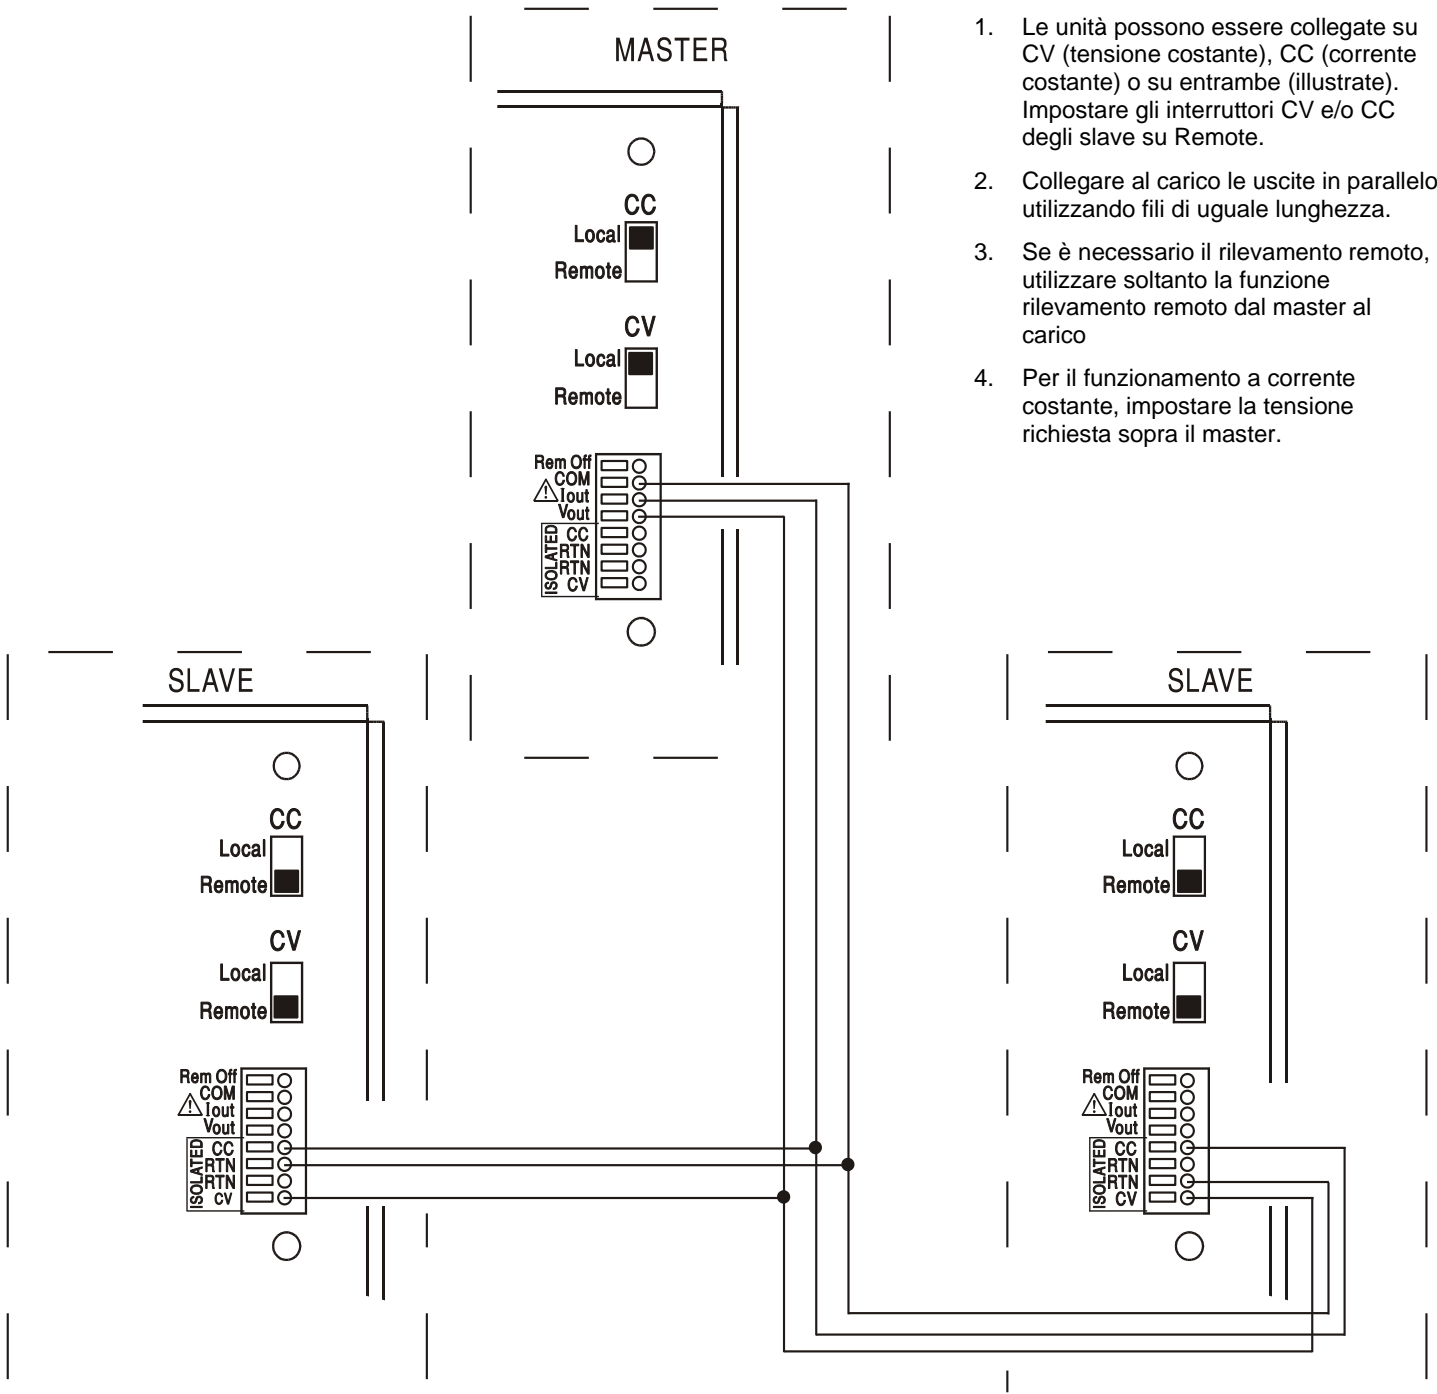 MASTER
CC
Local
Remote
CV
Local
Remote
Rem Off
COM
Iout
Vout
ISOLATED
CC
RTN
RTN
CV
1. Le unità possono essere collegate su
CV (tensione costante), CC (corrente
costante) o su entrambe (illustrate).
Impostare gli interruttori CV e/o CC
degli slave su Remote.
2. Collegare al carico le uscite in parallelo
utilizzando fili di uguale lunghezza.
3. Se è necessario il rilevamento remoto,
utilizzare soltanto la funzione
rilevamento remoto dal master al
carico
4. Per il funzionamento a corrente
costante, impostare la tensione
richiesta sopra il master.
SLAVE
CC
Local
Remote
CV
Local
Remote
Rem Off
COM
Iout
Vout
ISOLATED
CC
RTN
RTN
CV
SLAVE
CC
Local
Remote
CV
Local
Remote
Rem Off
COM
Iout
Vout
ISOLATED
CC
RTN
RTN
CV